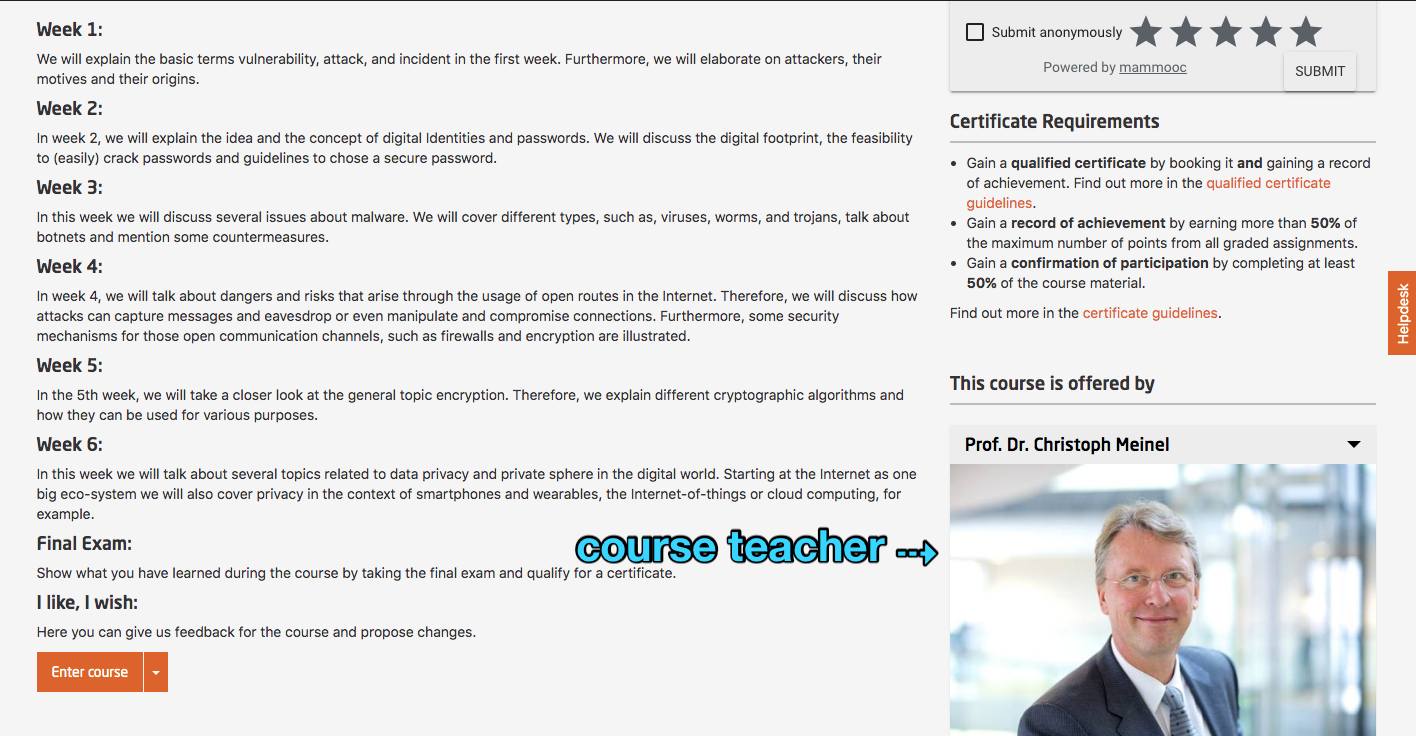 Week 1:
We will explain the basic terms vulnerability, attack, and incident in the first week. Furthermore, we will elaborate on attackers, their
motives and their origins.
Week 2:
In week 2, we will explain the idea and the concept of digital Identities and passwords. We will discuss the digital footprint, the feasibility
to (easily) crack passwords and guidelines to chose a secure password.
Week 3:
In this week we will discuss several issues about malware. We will cover different types, such as, viruses, worms, and trojans, talk about
botnets and mention some countermeasures.
Week 4:
In week 4, we will talk about dangers and risks that arise through the usage of open routes in the Internet. Therefore, we will discuss how
attacks can capture messages and eavesdrop or even manipulate and compromise connections. Furthermore, some security
mechanisms for those open communication channels, such as firewalls and encryption are illustrated.
Week 5:
In the 5th week, we will take a closer look at the general topic encryption. Therefore, we explain different cryptographic algorithms and
how they can be used for various purposes.
Week 6:
In this week we will talk about several topics related to data privacy and private sphere in the digital world. Starting at the Internet as one
big eco-system we will also cover privacy in the context of smartphones and wearables, the Internet-of-things or cloud computing, for
example.
Final Exam:
Show what you have learned during the course by taking the final exam and qualify for a certificate.
I like, I wish:
Here you can give us feedback for the course and propose changes.
Enter course
course teacher -->
Submit anonymously
Powered by mammooc
SUBMIT
Certificate Requirements
• Gain a qualified certificate by booking it and gaining a record
of achievement. Find out more in the qualified certificate
guidelines.
• Gain a record of achievement by earning more than 50% of
the maximum number of points from all graded assignments.
• Gain a confirmation of participation by completing at least
50% of the course material.
Find out more in the certificate guidelines.
Helpdesk
This course is offered by
Prof. Dr. Christoph Meinel